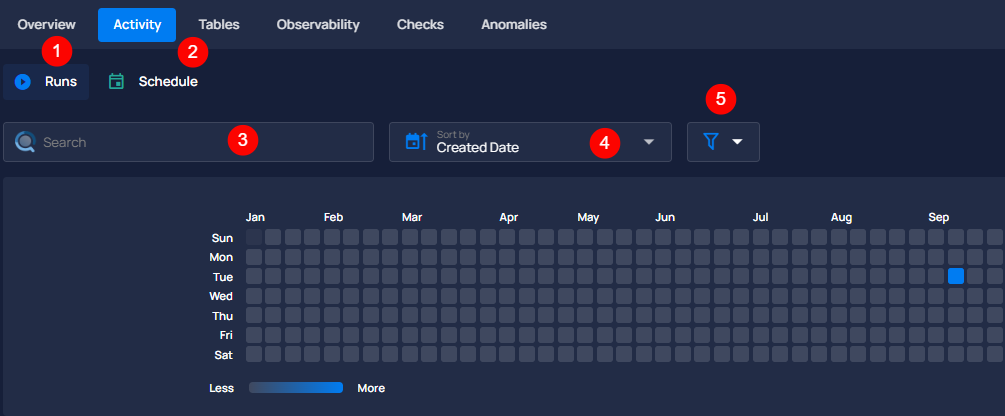 Overview Activity Tables Observability Checks Anomalies
1 2
Runs Schedule
5
Search 3 Sort by 4
Created Date
Jan Feb Mar Apr May Jun Jul Aug Sep
Sun
Mon
Tue
Wed
Thu
Fri
Sat
Less More